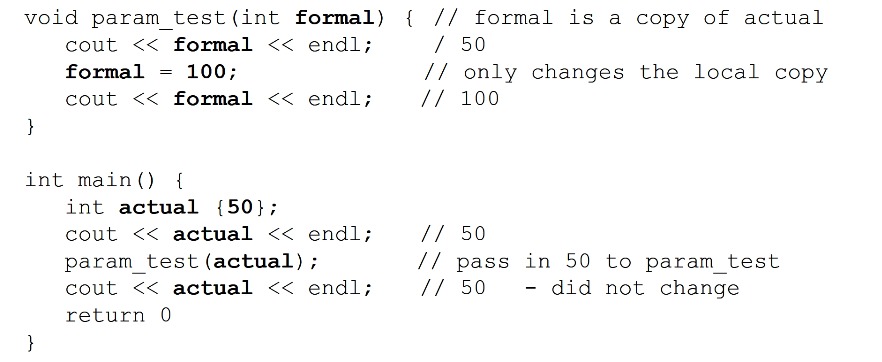 void param_test(int formal) { // formal is a copy of actual
cout << formal << endl; / 50
formal = 100; // only changes the local copy
cout << formal << endl; // 100
}
int main() {
int actual {50};
cout << actual << endl; // 50
param_test(actual); // pass in 50 to param_test
cout << actual << endl; // 50 - did not change
return 0
}